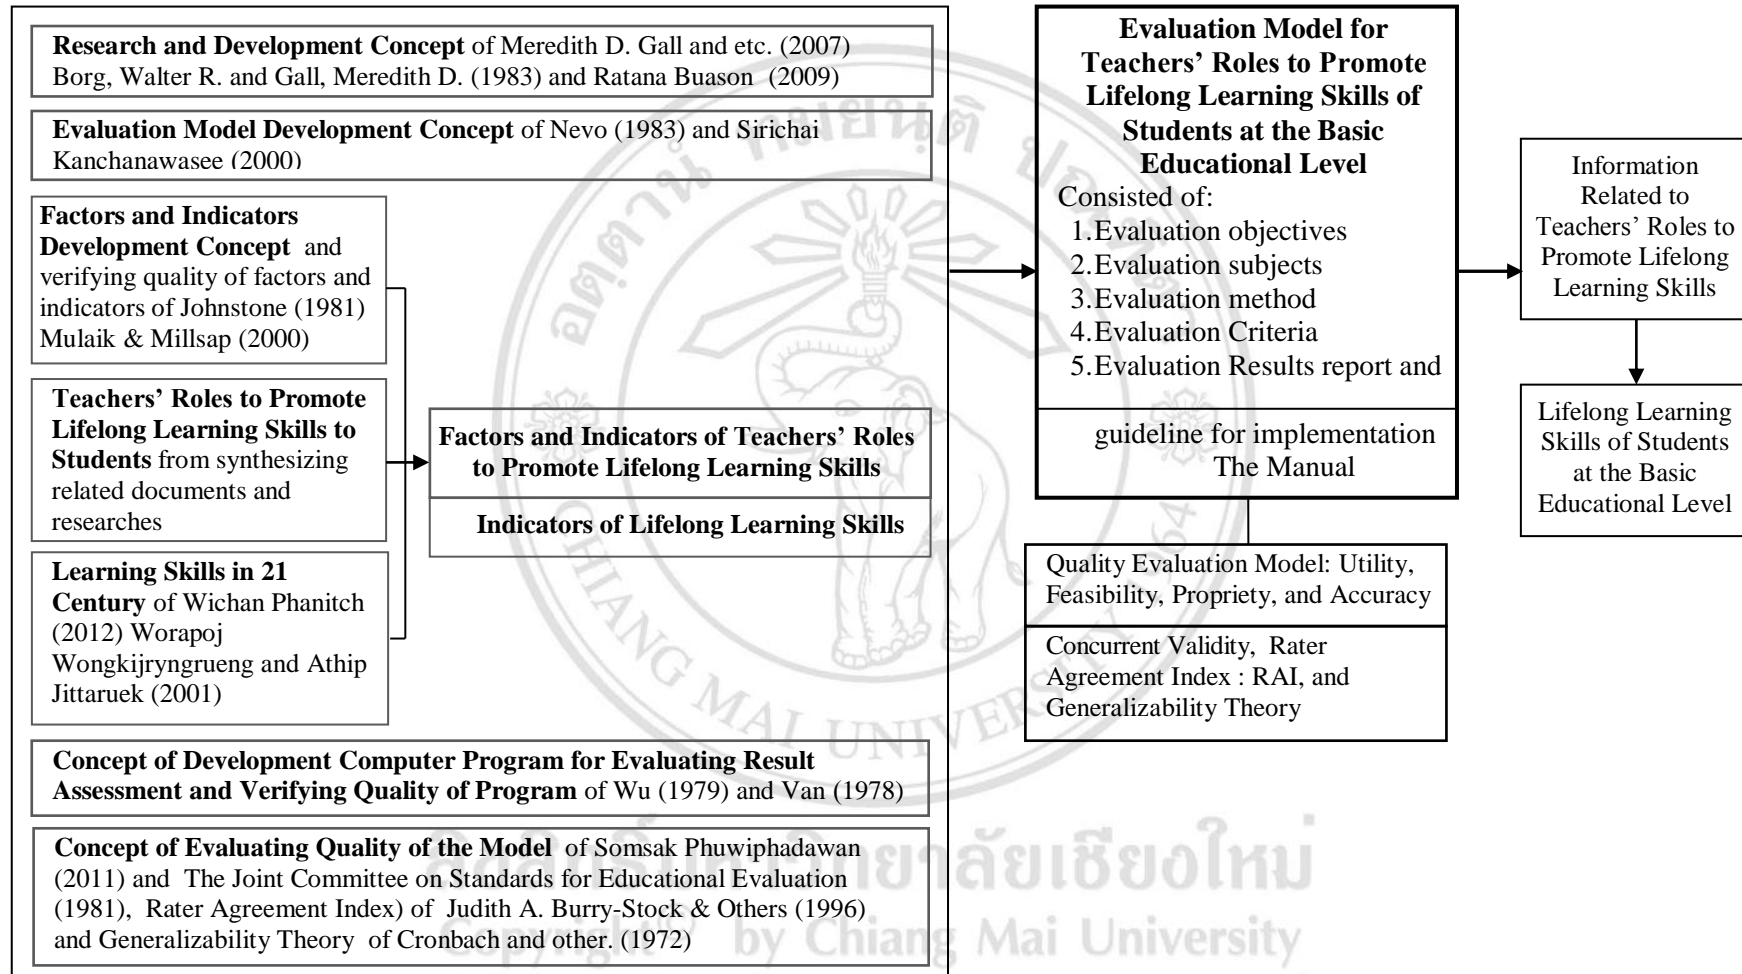 Research and Development Concept of Meredith D. Gall and etc. (2007)
Borg, Walter R. and Gall, Meredith D. (1983) and Ratana Buason (2009)
Evaluation Model Development Concept of Nevo (1983) and Sirichai
Kanchanawasee (2000)
Factors and Indicators
Development Concept and
verifying quality of factors and
indicators of Johnstone (1981)
Mulaik & Millsap (2000)
Teachers' Roles to Promote
Lifelong Learning Skills to
Students from synthesizing
related documents and
researches
Learning Skills in 21
Century of Wichan Phanitch
(2012) Worapoj
Wongkijryngrueng and Athip
Jittaruek (2001)
Factors and Indicators of Teachers' Roles
to Promote Lifelong Learning Skills
Indicators of Lifelong Learning Skills
Concept of Development Computer Program for Evaluating Result
Assessment and Verifying Quality of Program of Wu (1979) and Van (1978)
Concept of Evaluating Quality of the Model of Somsak Phuwiphadawan
(2011) and The Joint Committee on Standards for Educational Evaluation
(1981), Rater Agreement Index) of Judith A. Burry-Stock & Others (1996)
and Generalizability Theory of Cronbach and other. (1972)
Evaluation Model for
Teachers' Roles to Promote
Lifelong Learning Skills of
Students at the Basic
Educational Level
Consisted of:
1.Evaluation objectives
2.Evaluation subjects
3.Evaluation method
4.Evaluation Criteria
5.Evaluation Results report and
guideline for implementation
The Manual
Quality Evaluation Model: Utility,
Feasibility, Propriety, and Accuracy
Concurrent Validity, Rater
Agreement Index : RAI, and
Generalizability Theory
Information
Related to
Teachers' Roles to
Promote Lifelong
Learning Skills
Lifelong Learning
Skills of Students
at the Basic
Educational Level
CHIANG MAI UNIVERSITY 1964
ลิขสิทธิ์มหาวิทยาลัยเชียงใหม่
Copyright© by Chiang Mai University